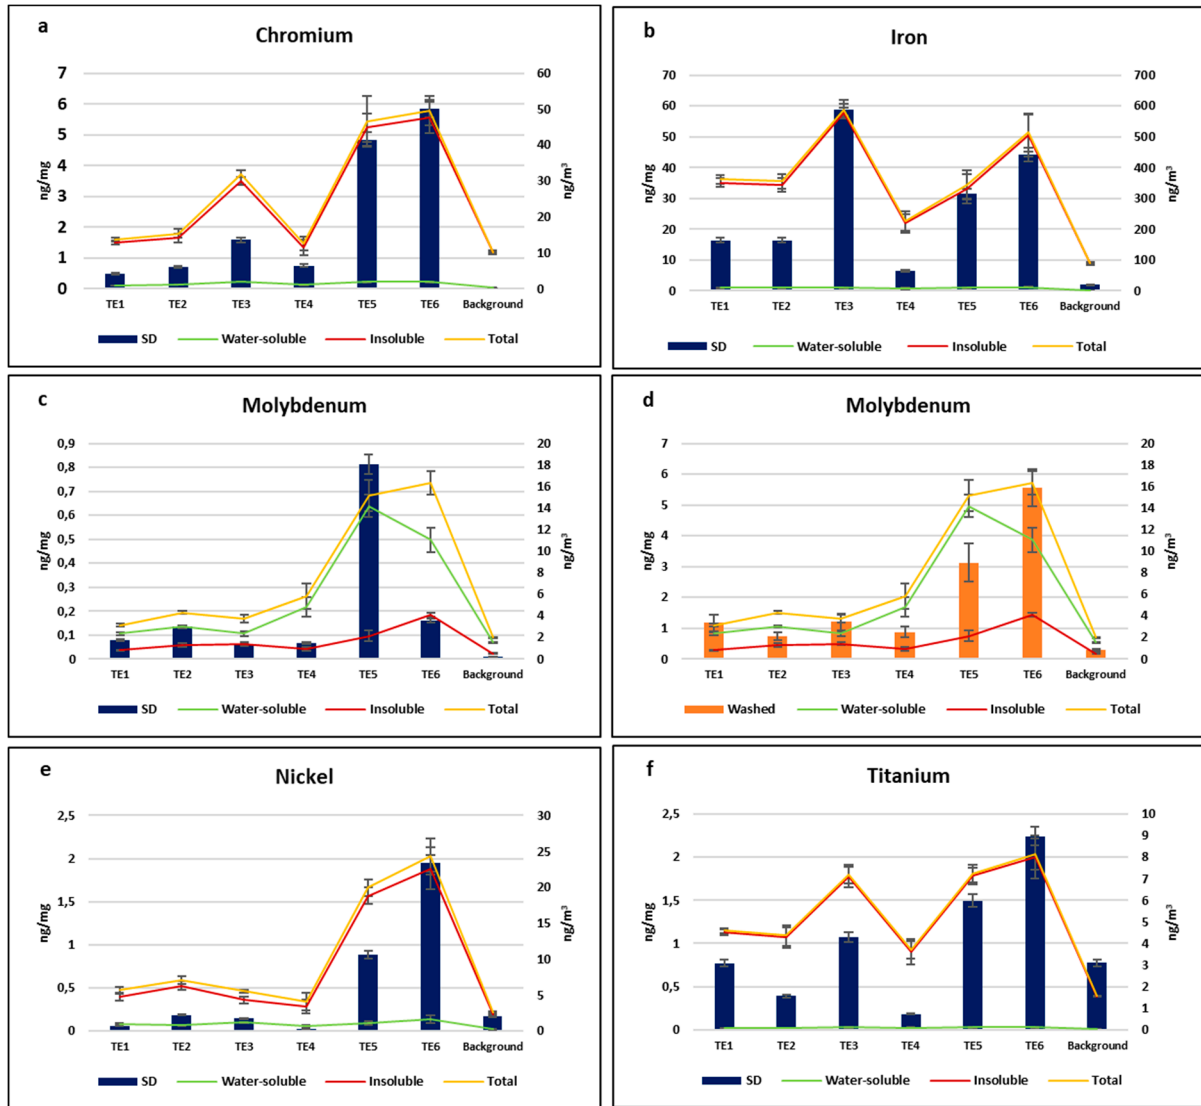 a
Chromium
7
6
5
4
3
2
1
0
ng/mg
60
50
40
30
20
10
0
ng/m³
TE1 TE2 TE3 TE4 TE5 TE6 Background
SD Water-soluble Insoluble Total
b
Iron
70
60
50
40
30
20
10
0
ng/mg
700
600
500
400
300
200
100
0
ng/m³
TE1 TE2 TE3 TE4 TE5 TE6 Background
SD Water-soluble Insoluble Total
c
Molybdenum
0,9
0,8
0,7
0,6
0,5
0,4
0,3
0,2
0,1
0
ng/mg
20
18
16
14
12
10
8
6
4
2
0
ng/m³
TE1 TE2 TE3 TE4 TE5 TE6 Background
SD Water-soluble Insoluble Total
d
Molybdenum
7
6
5
4
3
2
1
0
ng/mg
20
18
16
14
12
10
8
6
4
2
0
ng/m³
TE1 TE2 TE3 TE4 TE5 TE6 Background
Washed Water-soluble Insoluble Total
e
Nickel
2,5
2
1,5
1
0,5
0
ng/mg
30
25
20
15
10
5
0
ng/m³
TE1 TE2 TE3 TE4 TE5 TE6 Background
SD Water-soluble Insoluble Total
f
Titanium
2,5
2
1,5
1
0,5
0
ng/mg
10
9
8
7
6
5
4
3
2
1
0
ng/m³
TE1 TE2 TE3 TE4 TE5 TE6 Background
SD Water-soluble Insoluble Total